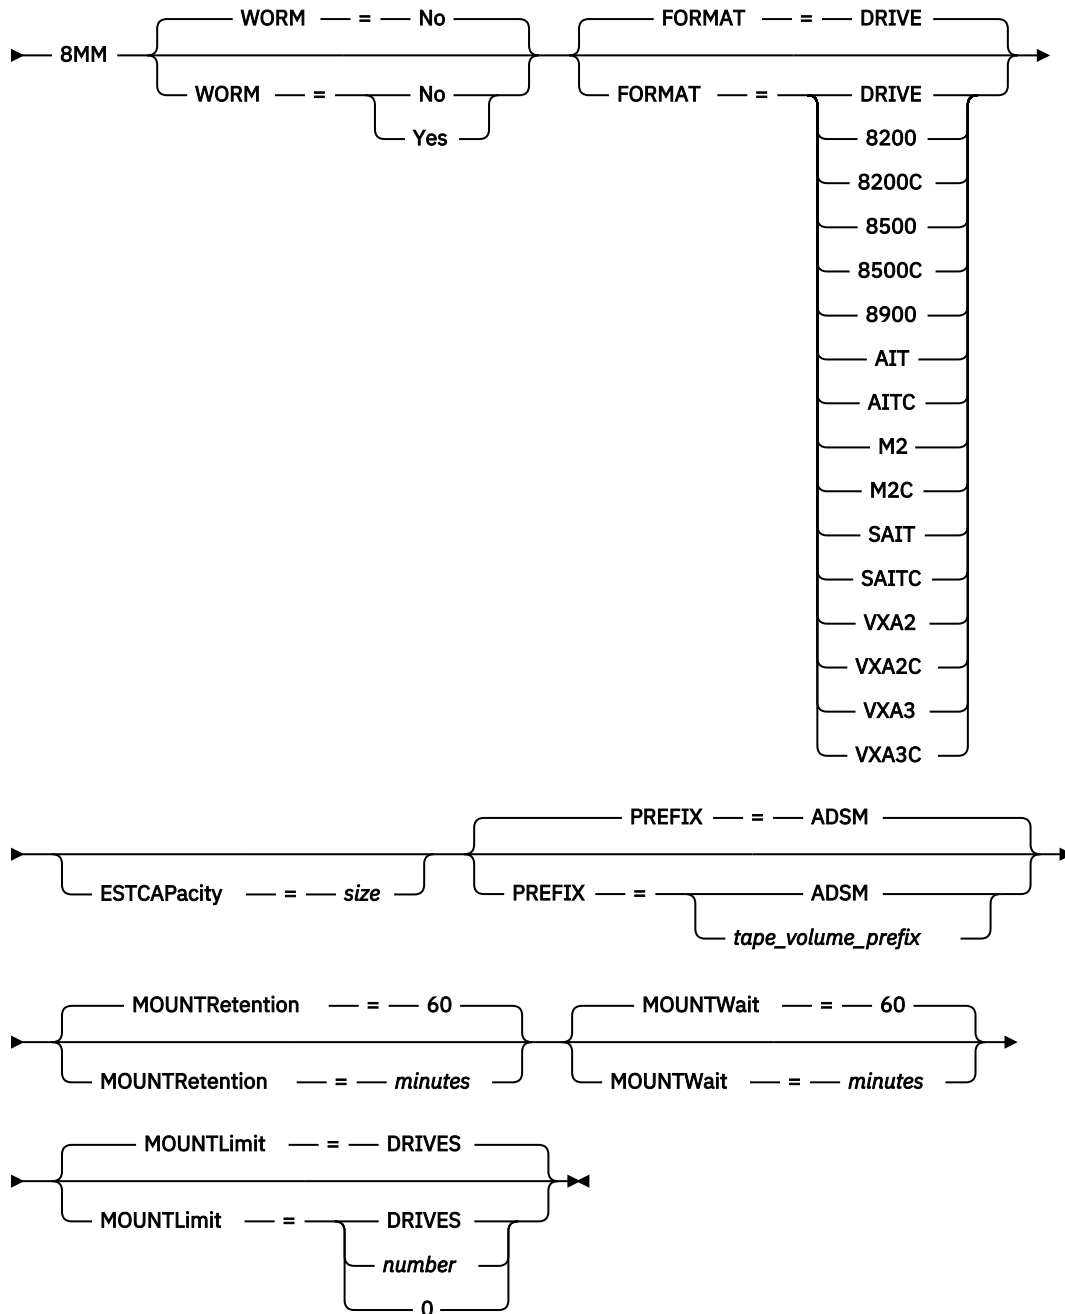 WORM = No FORMAT = DRIVE
8MM
WORM = No FORMAT = DRIVE
Yes 8200
8200C
8500
8500C
8900
AIT
AITC
M2
M2C
SAIT
SAITC
VXA2
VXA2C
VXA3
VXA3C
PREFIX = ADSM
ESTCAPacity = size PREFIX = ADSM
tape_volume_prefix
MOUNTRetention = 60 MOUNTWait = 60
MOUNTRetention = minutes MOUNTWait = minutes
MOUNTLimit = DRIVES
MOUNTLimit = DRIVES
number
0